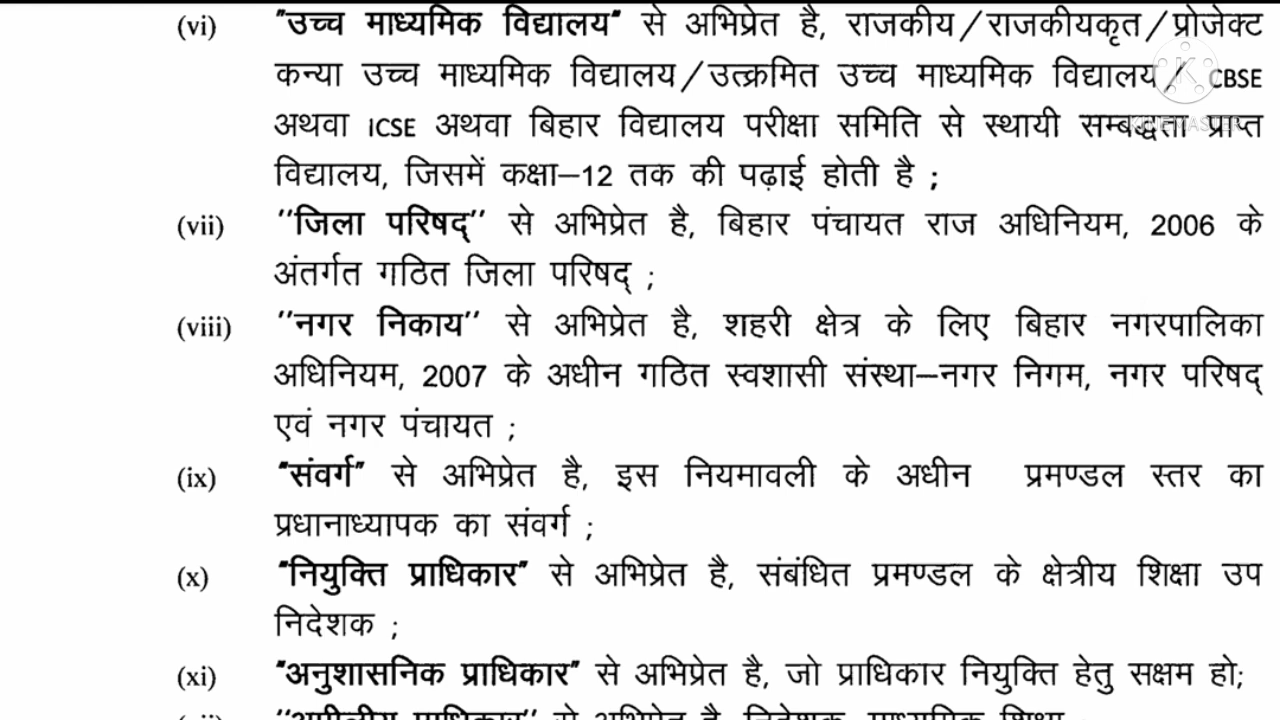 (vi) "उच्च माध्यमिक विद्यालय" से अभिप्रेत है, राजकीय/राजकीयकृत/प्रोजेक्ट
कन्या उच्च माध्यमिक विद्यालय/उत्क्रमित उच्च माध्यमिक विद्यालय/ CBSE
अथवा ICSE अथवा बिहार विद्यालय परीक्षा समिति से स्थायी सम्बद्धता प्राप्त
KINEMASTER
विद्यालय, जिसमें कक्षा–12 तक की पढ़ाई होती है ;
(vii) ''जिला परिषद्'' से अभिप्रेत है, बिहार पंचायत राज अधिनियम, 2006 के
अंतर्गत गठित जिला परिषद् ;
(viii) ''नगर निकाय'' से अभिप्रेत है, शहरी क्षेत्र के लिए बिहार नगरपालिका
अधिनियम, 2007 के अधीन गठित स्वशासी संस्था–नगर निगम, नगर परिषद्
एवं नगर पंचायत ;
(ix) "संवर्ग" से अभिप्रेत है, इस नियमावली के अधीन प्रमण्डल स्तर का
प्रधानाध्यापक का संवर्ग ;
(x) "नियुक्ति प्राधिकार" से अभिप्रेत है, संबंधित प्रमण्डल के क्षेत्रीय शिक्षा उप
निदेशक ;
(xi) "अनुशासनिक प्राधिकार" से अभिप्रेत है, जो प्राधिकार नियुक्ति हेतु सक्षम हो;